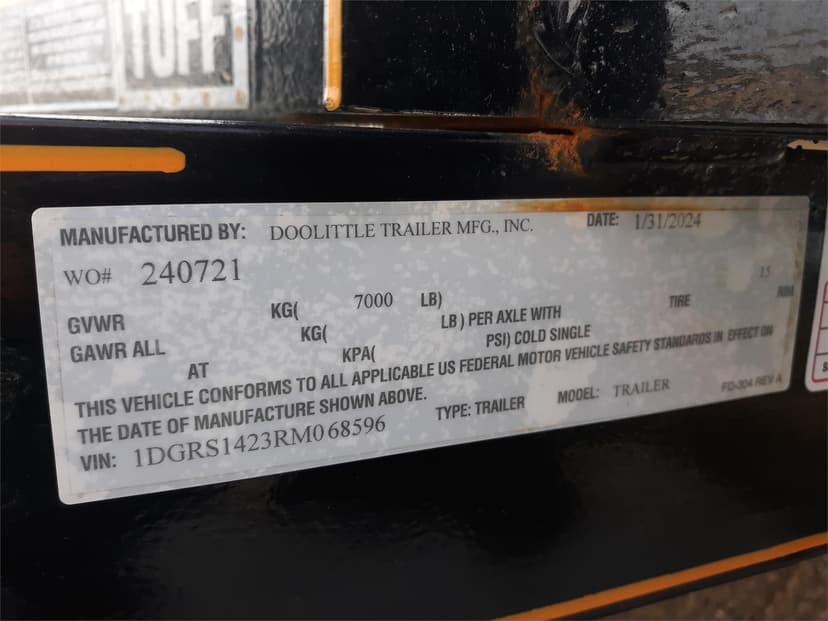 TUFF
MANUFACTURED BY: DOOLITTLE TRAILER MFG., INC. DATE: 1/31/2024
WO# 240721 15
GVWR KG( 7000 LB) TIRE RIM
GAWR ALL KG( LB) PER AXLE WITH
AT KPA( PSI) COLD SINGLE
THIS VEHICLE CONFORMS TO ALL APPLICABLE US FEDERAL MOTOR VEHICLE SAFETY STANDARDS IN EFFECT ON
THE DATE OF MANUFACTURE SHOWN ABOVE.
VIN: 1DGRS1423RM068596 TYPE: TRAILER MODEL: TRAILER FO-304 REV A